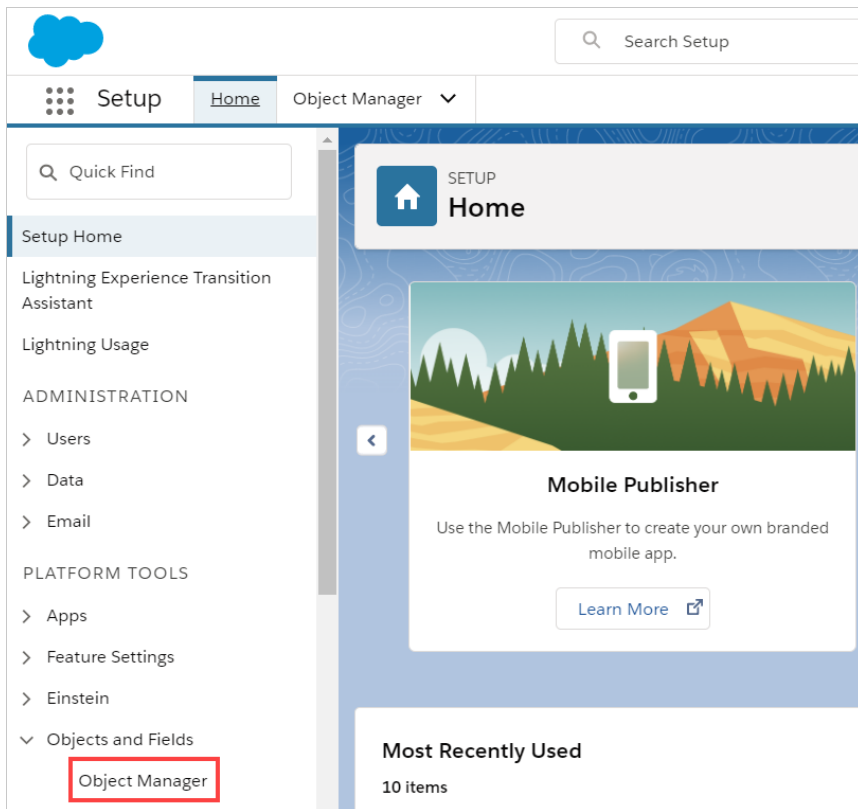 Search Setup
Setup
Home
Object Manager
Quick Find
Setup Home
Lightning Experience Transition
Assistant
Lightning Usage
ADMINISTRATION
Users
Data
Email
PLATFORM TOOLS
Apps
Feature Settings
Einstein
Objects and Fields
Object Manager
SETUP
Home
Mobile Publisher
Use the Mobile Publisher to create your own branded
mobile app.
Learn More
Most Recently Used
10 items